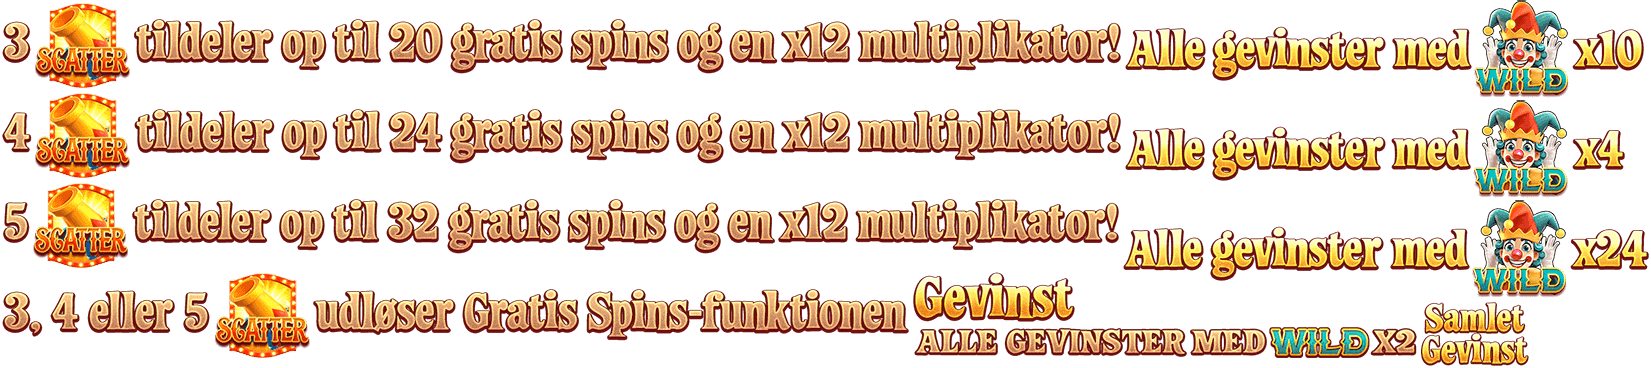 3 SCATTER tildeler op til 20 gratis spins og en x12 multiplikator!
Alle gevinster med WILD x10
4 SCATTER tildeler op til 24 gratis spins og en x12 multiplikator!
Alle gevinster med WILD x4
5 SCATTER tildeler op til 32 gratis spins og en x12 multiplikator!
Alle gevinster med WILD x24
3, 4 eller 5 SCATTER udløser Gratis Spins-funktionen
Gevinst
ALLE GEVINSTER MED WILD X2
Samlet
Gevinst